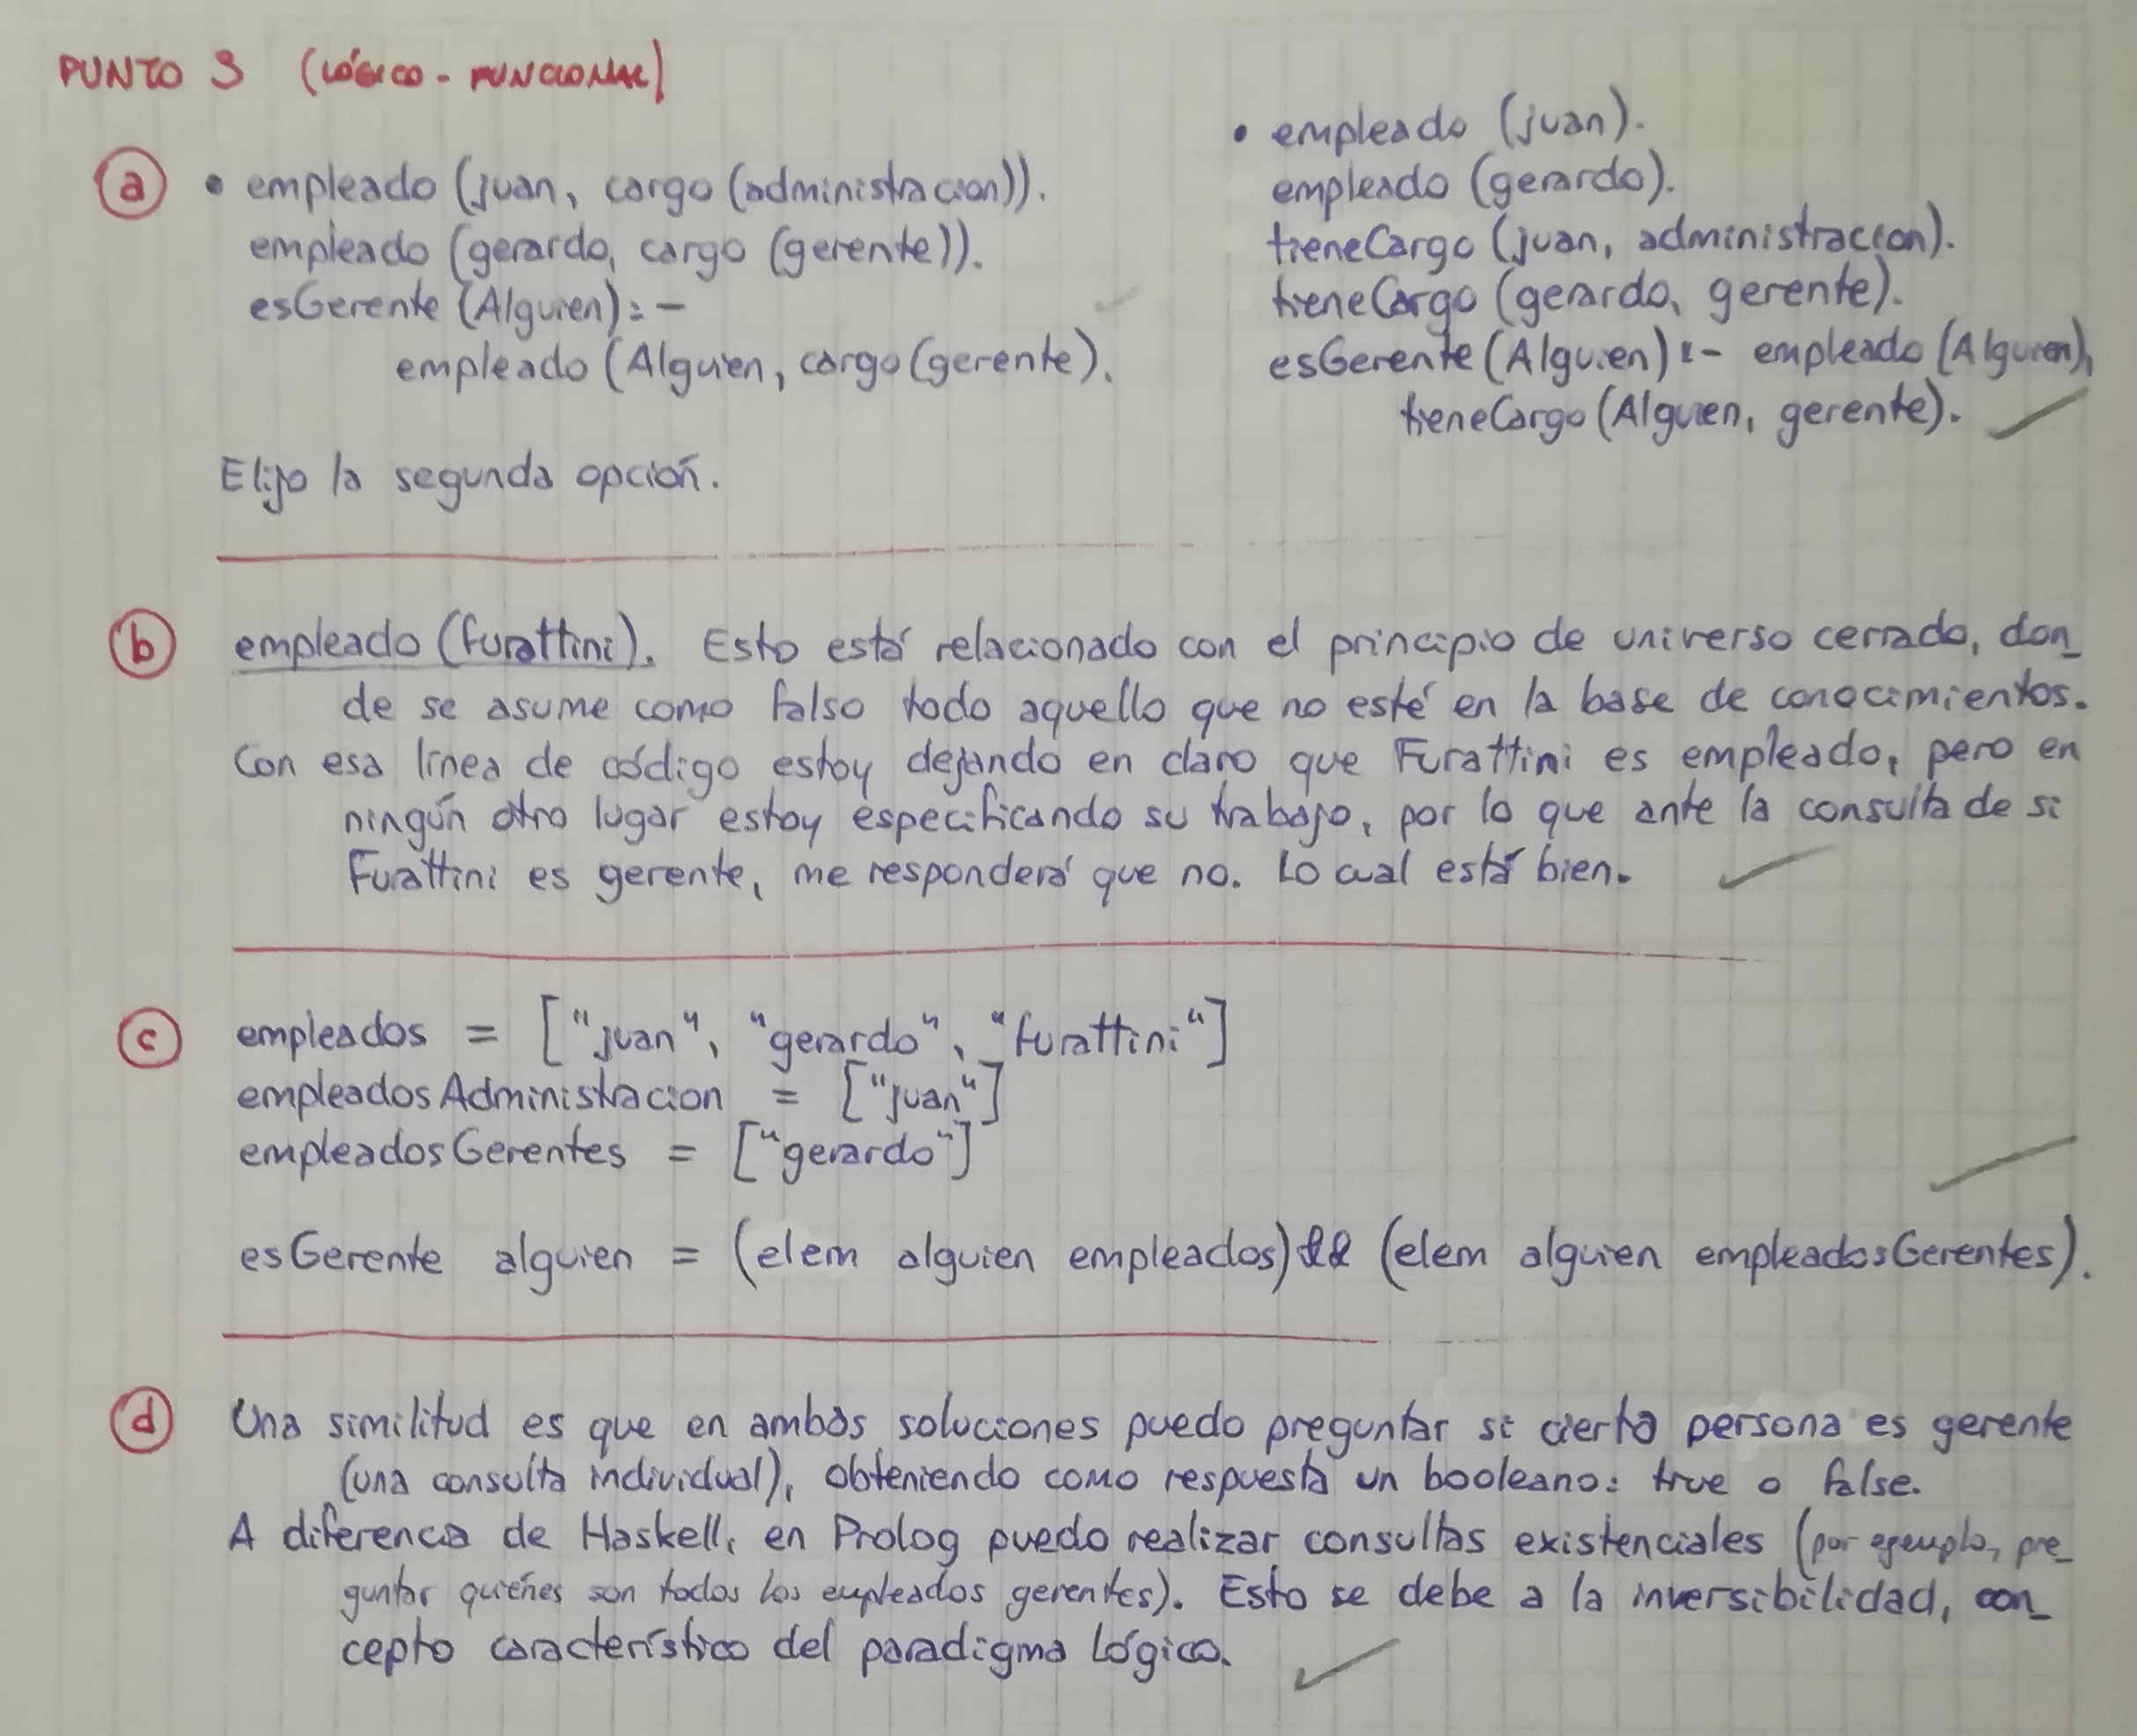 PUNTO 3 (LÓGICO - FUNCIONAL)
a • empleado (juan, cargo (administracion)).
empleado (gerardo, cargo (gerente)).
esGerente (Alguien): -
empleado (Alguien, cargo (gerente).
• empleado (juan).
empleado (gerardo).
tieneCargo (juan, administracion).
tieneCargo (gerardo, gerente).
esGerente (Alguien) :- empleado (Alguien),
tieneCargo (Alguien, gerente).
Elijo la segunda opción.
b empleado (furattini). Esto está relacionado con el principio de universo cerrado, don_
de se asume como falso todo aquello que no esté en la base de conocimientos.
Con esa línea de código estoy dejando en claro que Furattini es empleado, pero en
ningún otro lugar estoy especificando su trabajo, por lo que ante la consulta de si
Furattini es gerente, me responderá que no. Lo cual está bien.
c empleados = ["juan", "gerardo", "furattini"]
empleadosAdministracion = ["juan"]
empleadosGerentes = ["gerardo"]
esGerente alguien = (elem alguien empleados) && (elem alguien empleadosGerentes).
d Una similitud es que en ambas soluciones puedo preguntar si cierta persona es gerente
(una consulta individual), obteniendo como respuesta un booleano: true o false.
A diferencia de Haskell, en Prolog puedo realizar consultas existenciales (por ejemplo, pre_
guntar quiénes son todos los empleados gerentes). Esto se debe a la inversibilidad, con_
cepto característico del paradigma lógico.